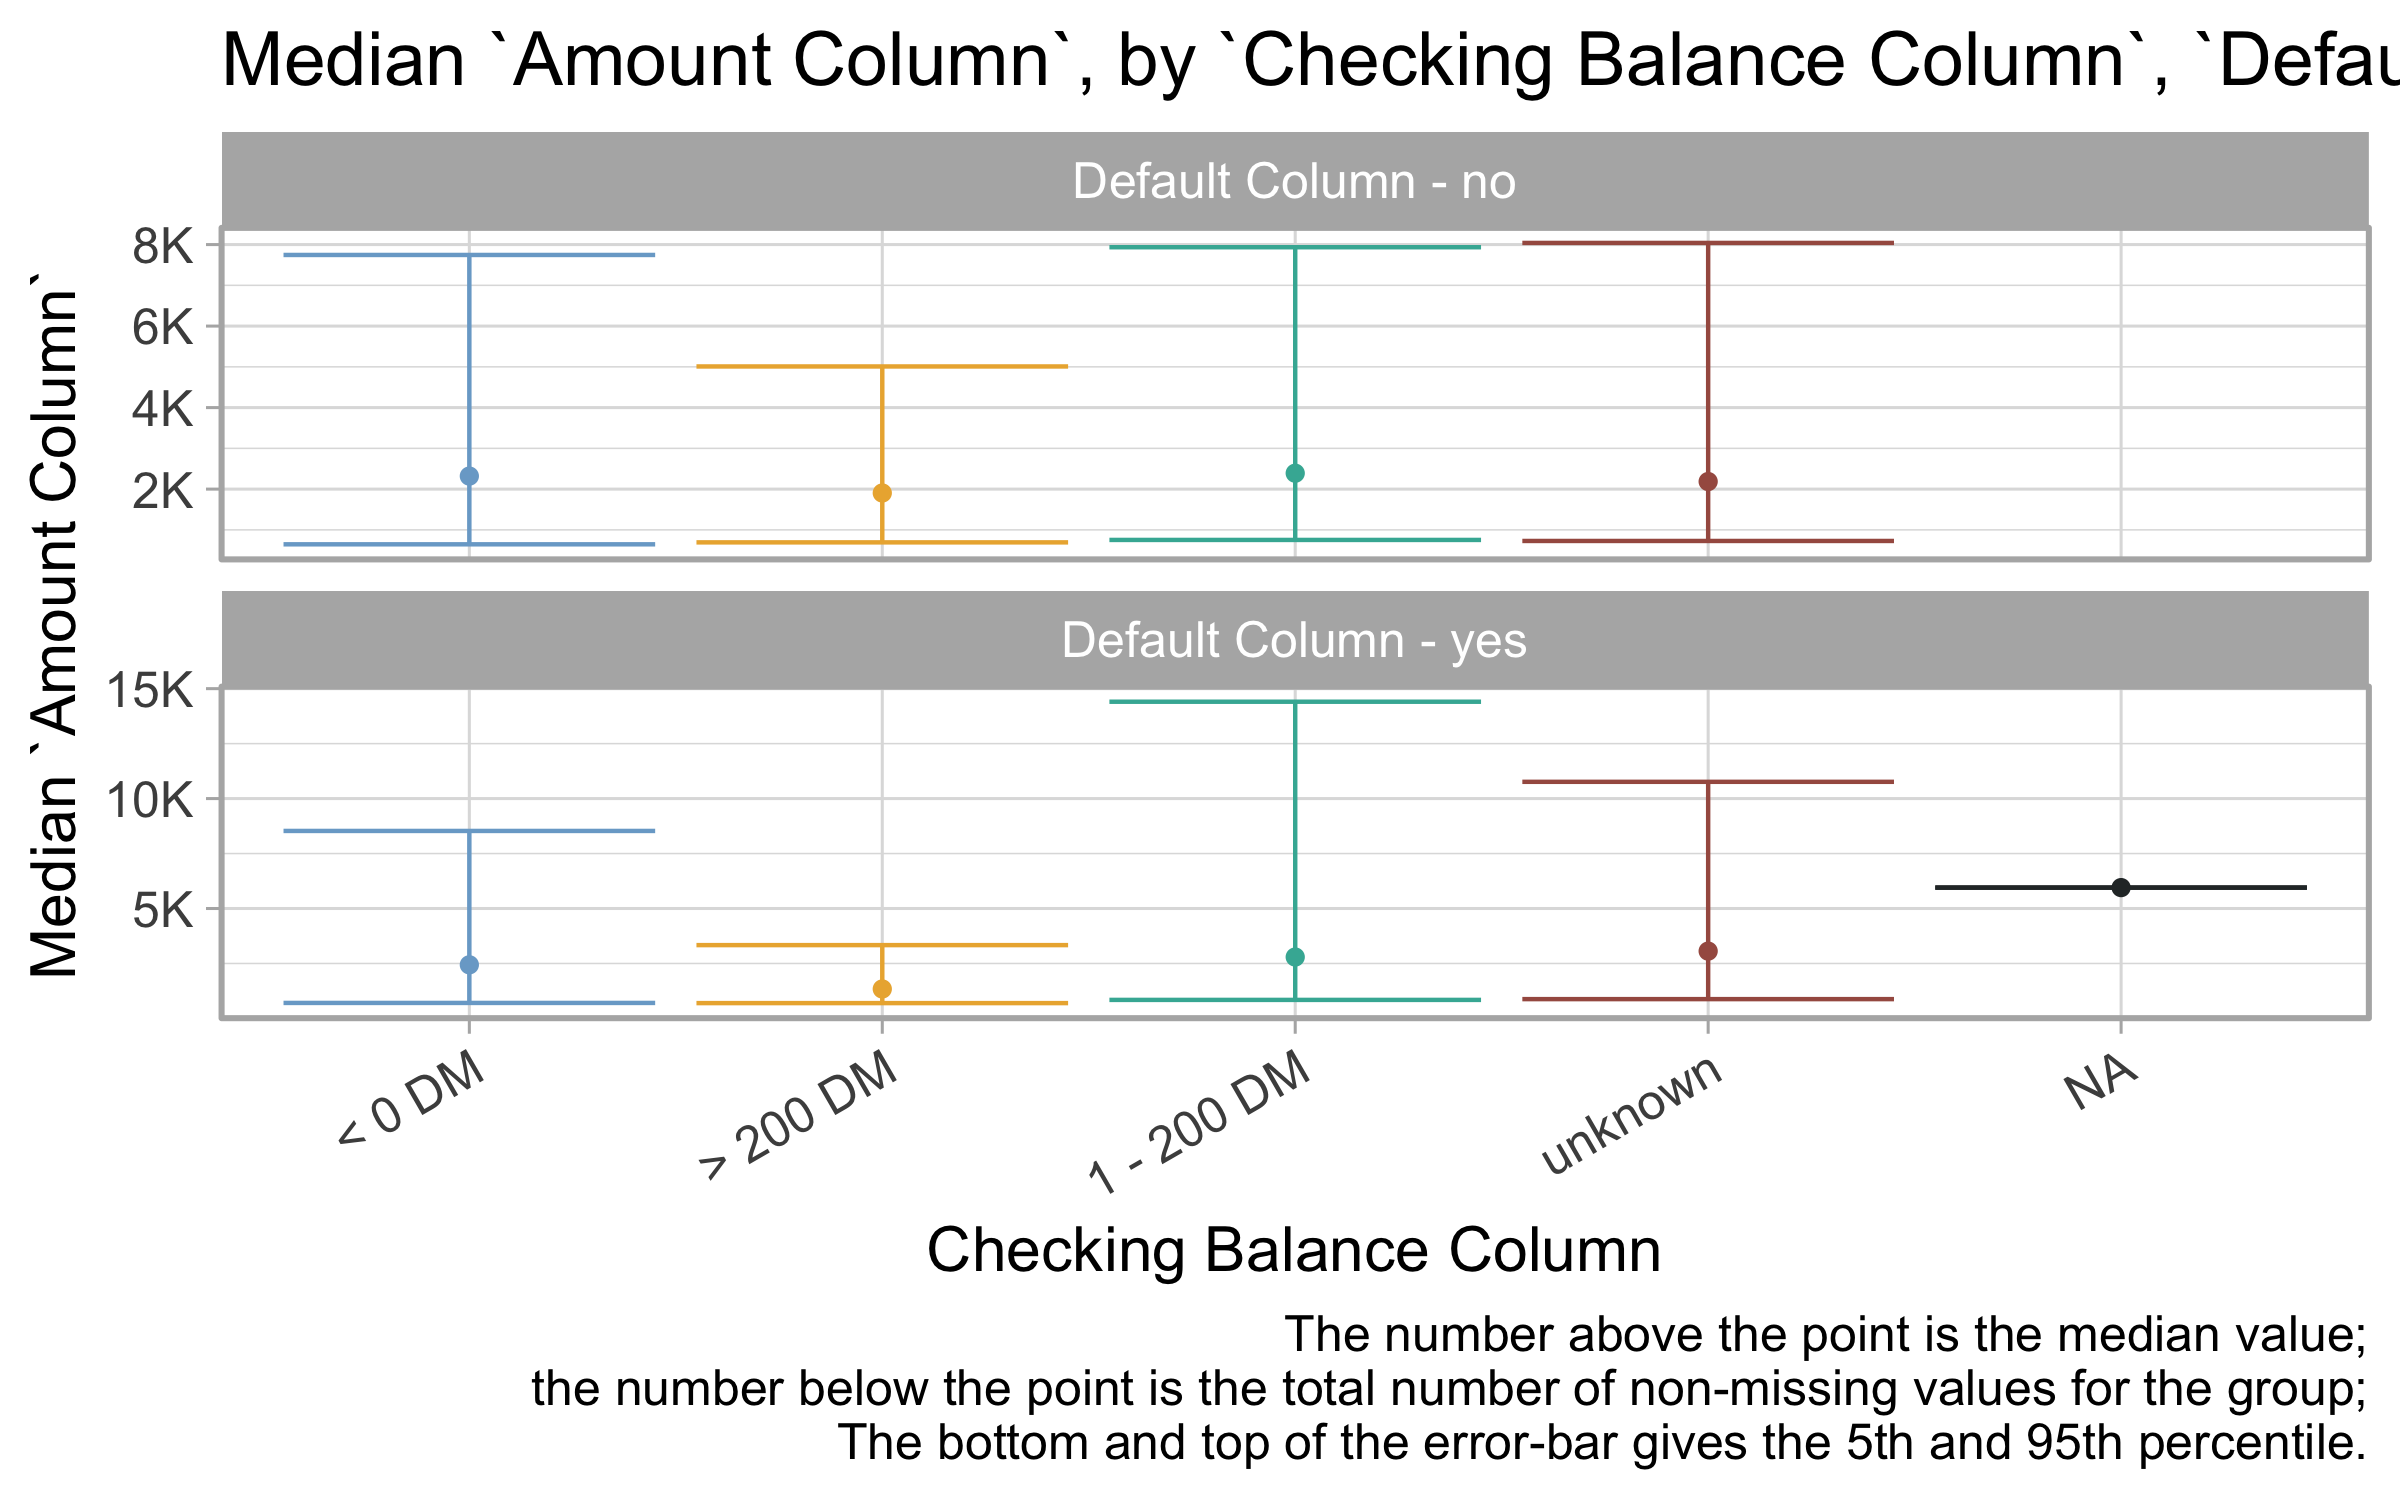 Median `Amount Column`, by `Checking Balance Column`, `Defau
Default Column - no
8K
6K
4K
2K
Median `Amount Column`
Default Column - yes
15K
10K
5K
< 0 DM
> 200 DM
1 - 200 DM
unknown
NA
Checking Balance Column
The number above the point is the median value;
the number below the point is the total number of non-missing values for the group;
The bottom and top of the error-bar gives the 5th and 95th percentile.